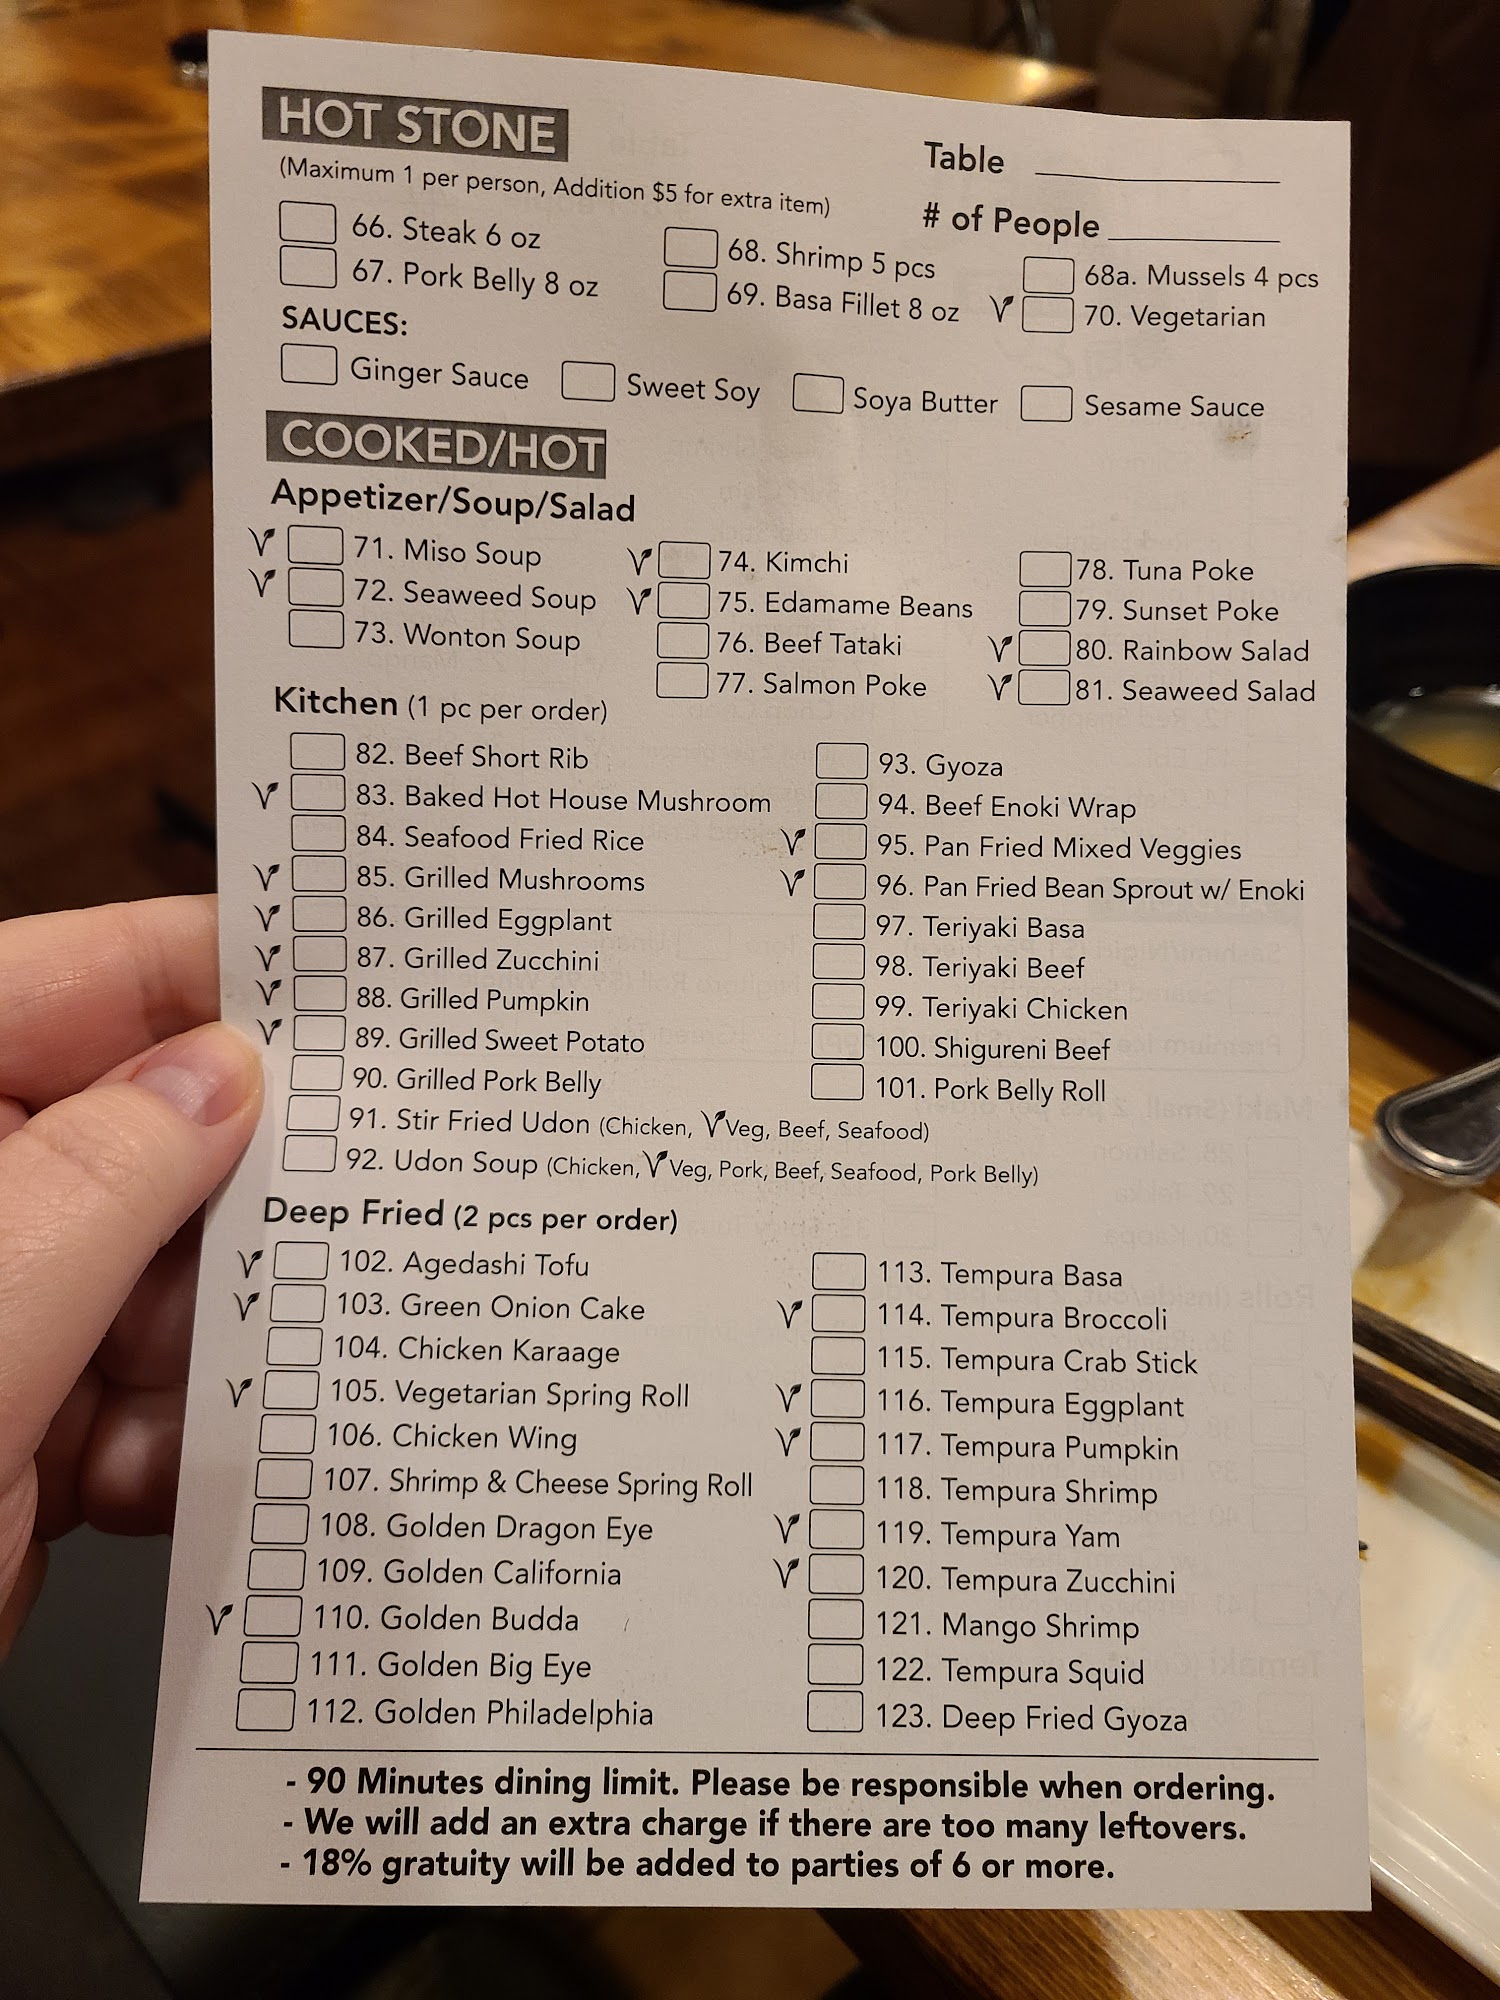 HOT STONE
(Maximum 1 per person, Addition $5 for extra item)
Table
# of People
66. Steak 6 oz
68. Shrimp 5 pcs
68a. Mussels 4 pcs
67. Pork Belly 8 oz
69. Basa Fillet 8 oz
V 70. Vegetarian
SAUCES:
Ginger Sauce Sweet Soy Soya Butter Sesame Sauce
COOKED/HOT
Appetizer/Soup/Salad
V 71. Miso Soup
V 72. Seaweed Soup
73. Wonton Soup
V 74. Kimchi
V 75. Edamame Beans
76. Beef Tataki
77. Salmon Poke
78. Tuna Poke
79. Sunset Poke
V 80. Rainbow Salad
V 81. Seaweed Salad
Kitchen (1 pc per order)
82. Beef Short Rib
V 83. Baked Hot House Mushroom
84. Seafood Fried Rice
V 85. Grilled Mushrooms
V 86. Grilled Eggplant
V 87. Grilled Zucchini
V 88. Grilled Pumpkin
V 89. Grilled Sweet Potato
90. Grilled Pork Belly
91. Stir Fried Udon (Chicken, V Veg, Beef, Seafood)
92. Udon Soup (Chicken, V Veg, Pork, Beef, Seafood, Pork Belly)
93. Gyoza
94. Beef Enoki Wrap
V 95. Pan Fried Mixed Veggies
V 96. Pan Fried Bean Sprout w/ Enoki
97. Teriyaki Basa
98. Teriyaki Beef
99. Teriyaki Chicken
100. Shigureni Beef
101. Pork Belly Roll
Deep Fried (2 pcs per order)
V 102. Agedashi Tofu
V 103. Green Onion Cake
104. Chicken Karaage
V 105. Vegetarian Spring Roll
106. Chicken Wing
107. Shrimp & Cheese Spring Roll
108. Golden Dragon Eye
109. Golden California
V 110. Golden Budda
111. Golden Big Eye
112. Golden Philadelphia
113. Tempura Basa
V 114. Tempura Broccoli
115. Tempura Crab Stick
V 116. Tempura Eggplant
V 117. Tempura Pumpkin
118. Tempura Shrimp
V 119. Tempura Yam
V 120. Tempura Zucchini
121. Mango Shrimp
122. Tempura Squid
123. Deep Fried Gyoza
- 90 Minutes dining limit. Please be responsible when ordering.
- We will add an extra charge if there are too many leftovers.
- 18% gratuity will be added to parties of 6 or more.